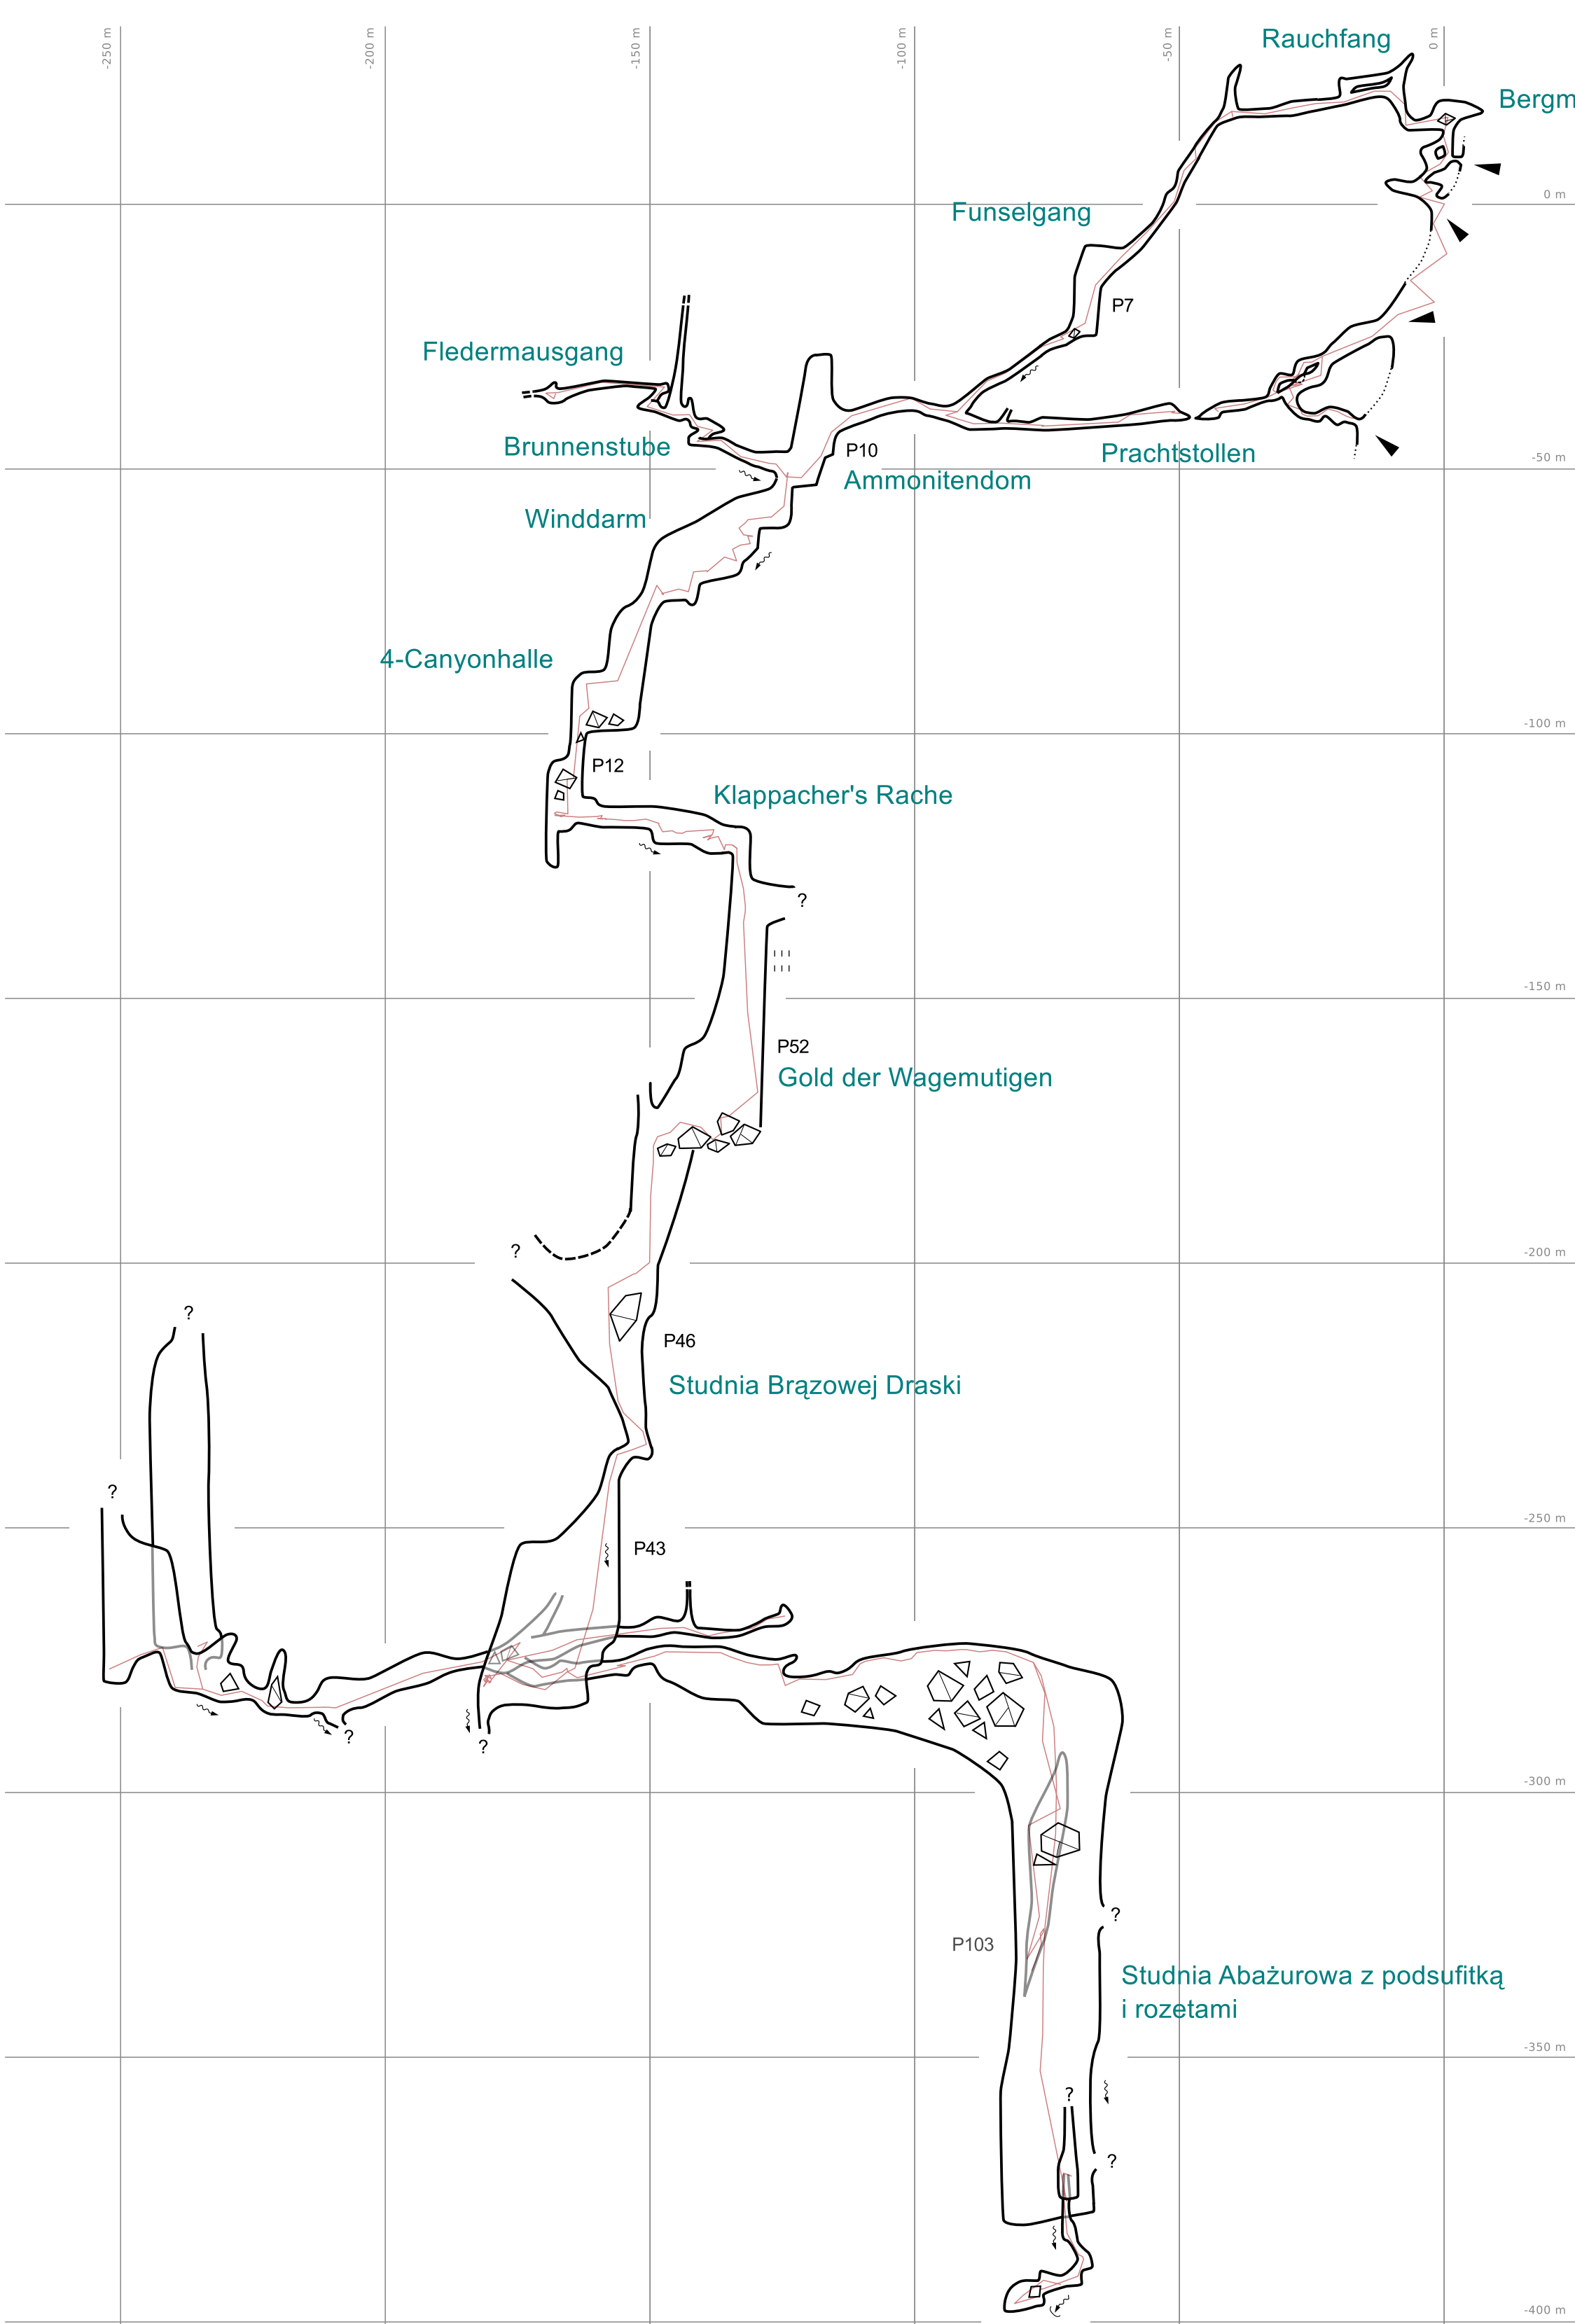 -250 m
-200 m
-150 m
-100 m
-50 m
0 m
Rauchfang
Bergm
0 m
Funselgang
P7
Fledermausgang
Brunnenstube
P10
Prachtstollen
-50 m
Ammonitendom
Winddarm
4-Canyonhalle
-100 m
P12
Klappacher's Rache
?
-150 m
P52
Gold der Wagemutigen
?
-200 m
?
P46
Studnia Brązowej Draski
?
-250 m
P43
?
?
-300 m
?
P103
Studnia Abażurowa z podsufitką
i rozetami
-350 m
?
?
-400 m